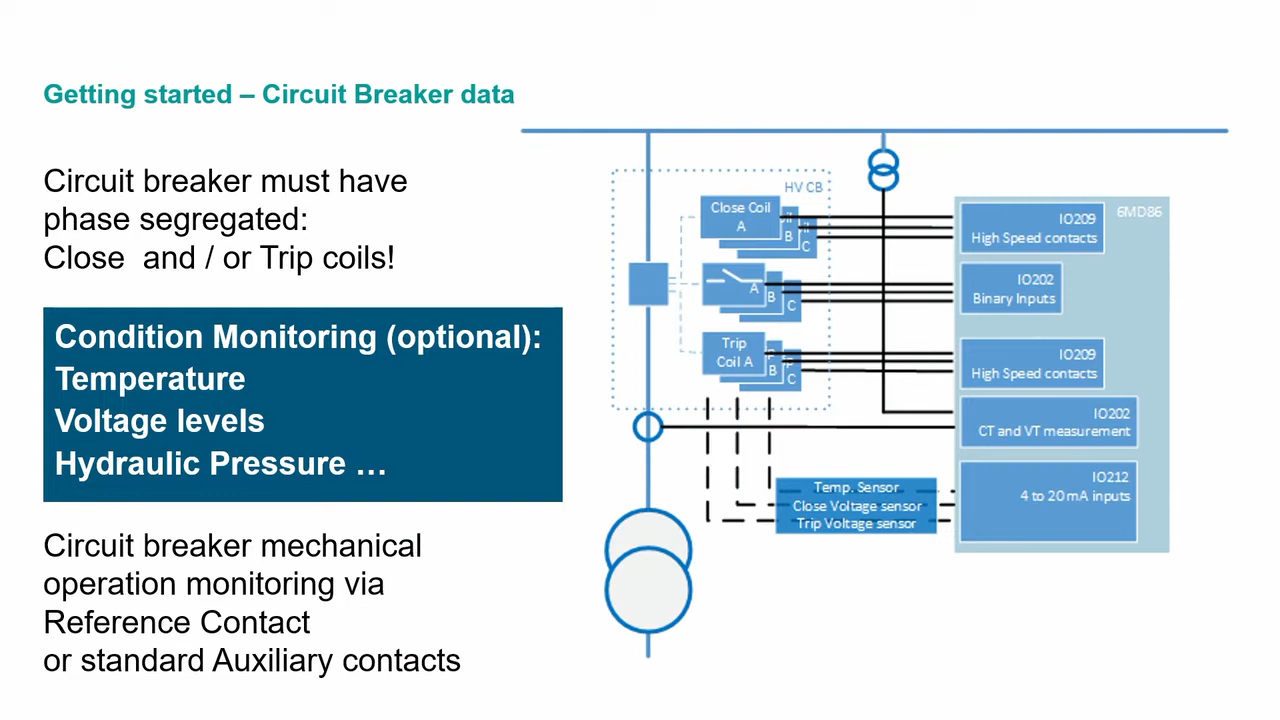 Getting started – Circuit Breaker data
Circuit breaker must have
phase segregated:
Close and / or Trip coils!
Condition Monitoring (optional):
Temperature
Voltage levels
Hydraulic Pressure …
Circuit breaker mechanical
operation monitoring via
Reference Contact
or standard Auxiliary contacts
HV CB
Close Coil
A
B
C
A
B
C
Trip
Coil A
B
C
6MD86
IO209
High Speed contacts
IO202
Binary Inputs
IO209
High Speed contacts
IO202
CT and VT measurement
IO212
4 to 20 mA inputs
Temp. Sensor
Close Voltage sensor
Trip Voltage sensor